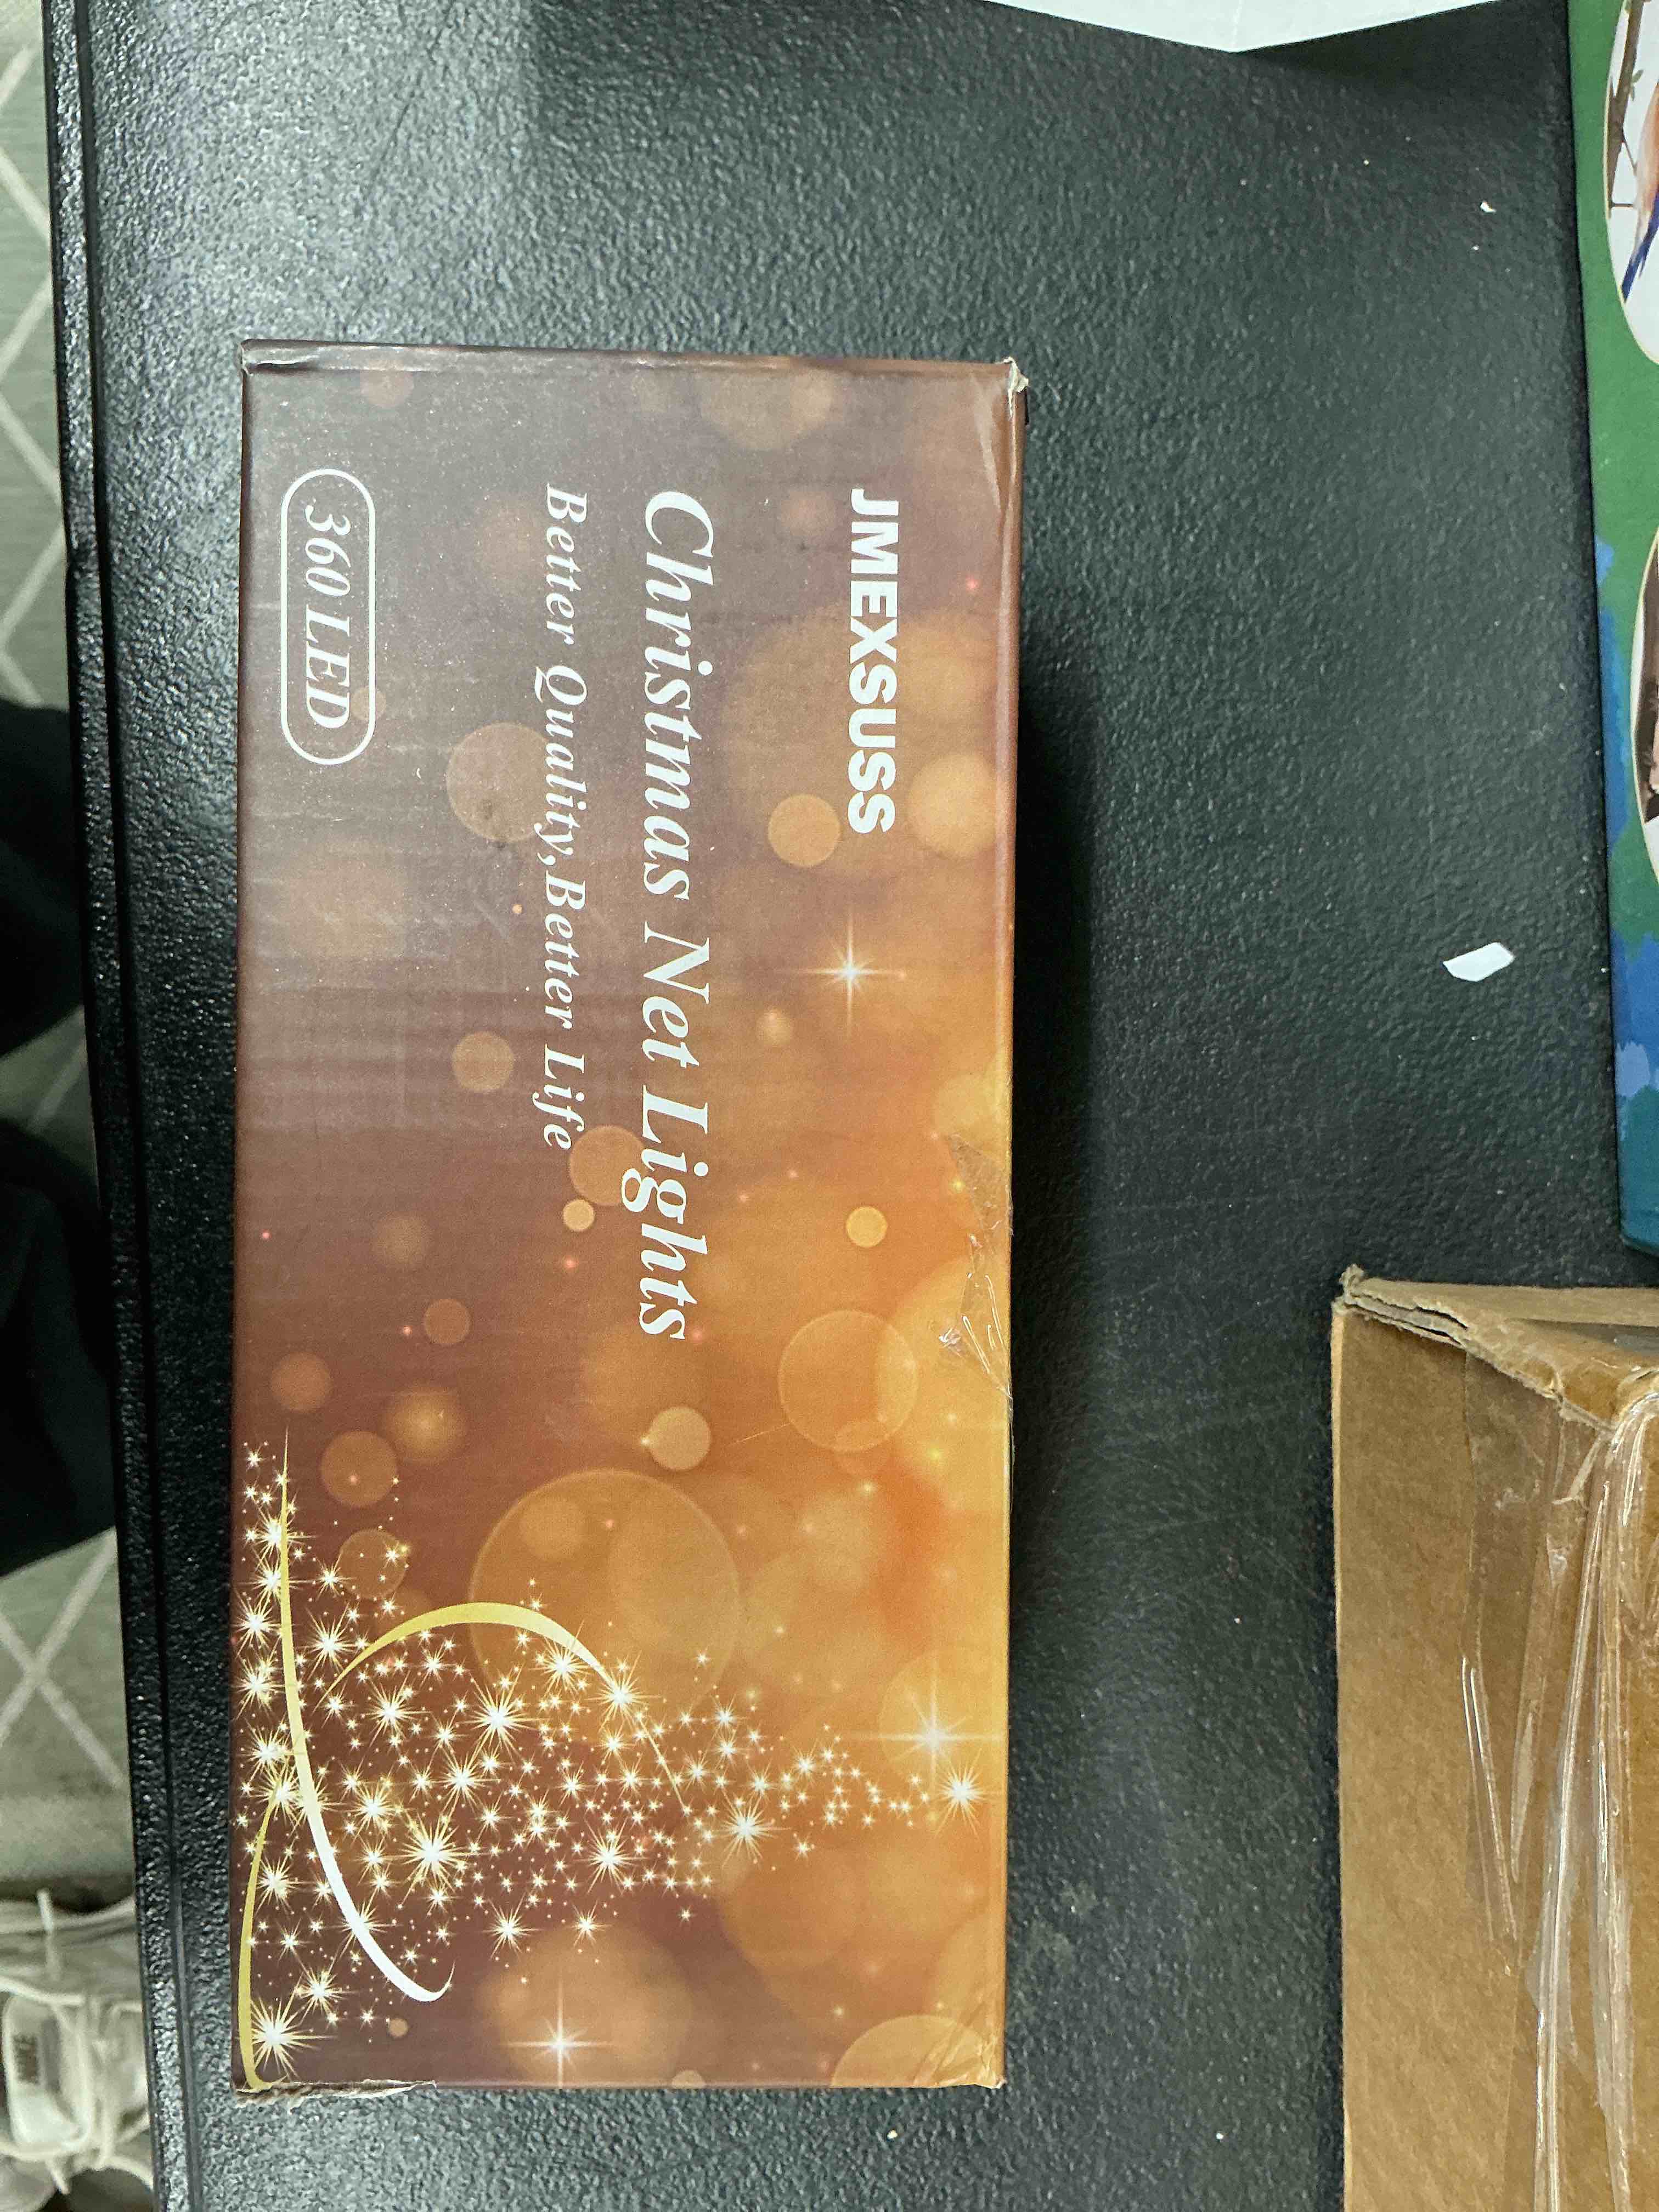 JMEXSUSS
Christmas Net Lights
Better Quality,Better Life
360 LED